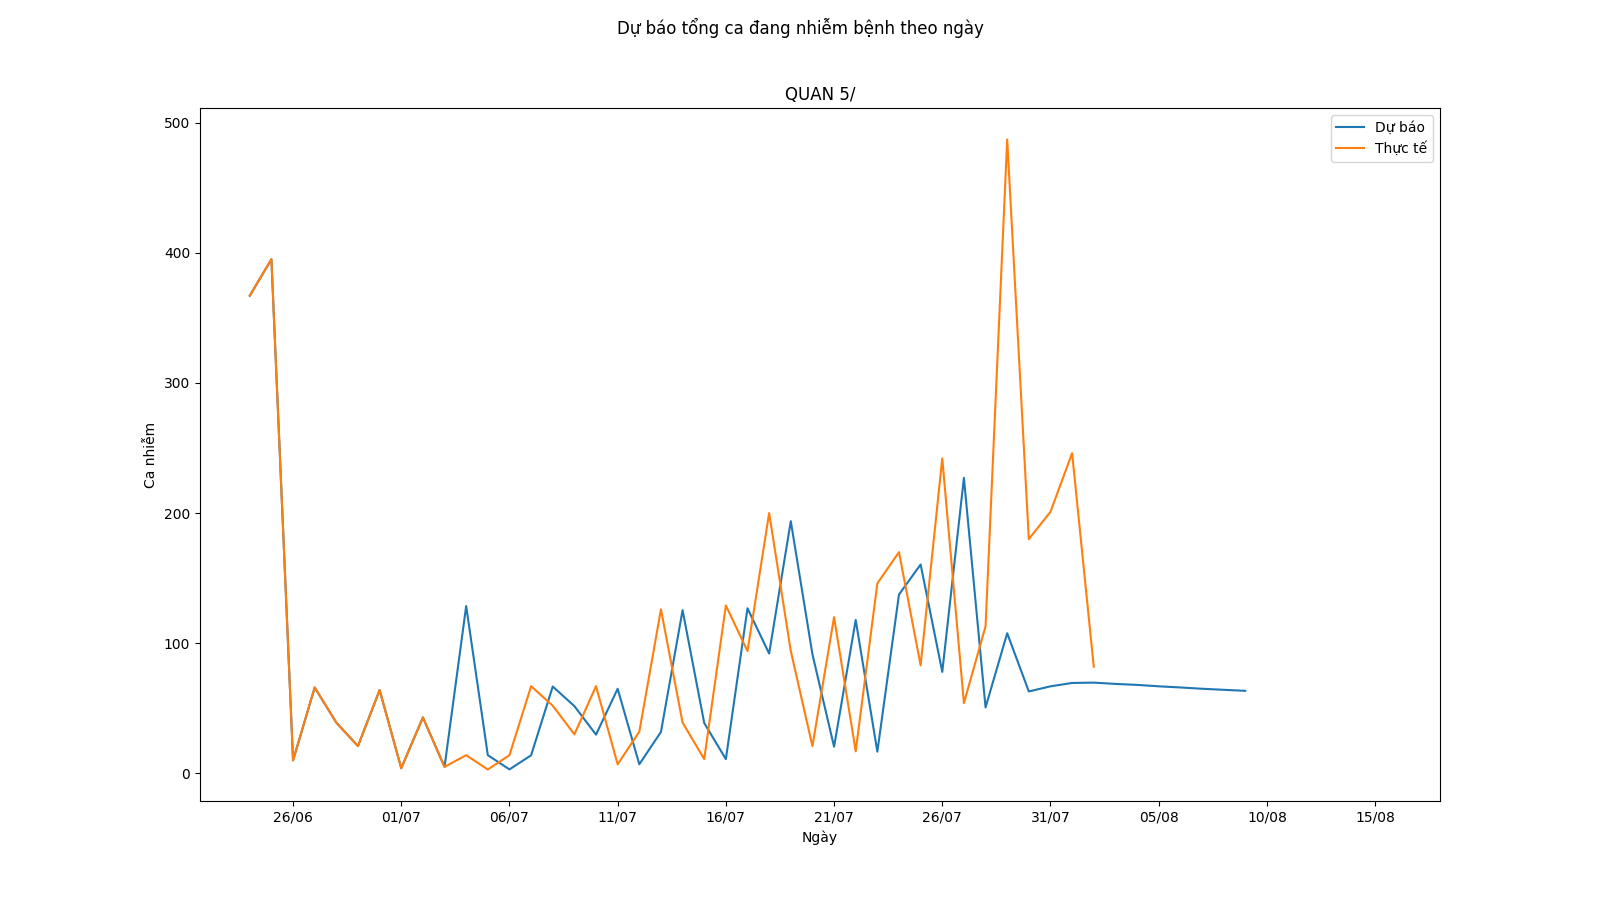 Dự báo tổng ca đang nhiễm bệnh theo ngày
QUAN 5/
Dự báo
Thực tế
500
400
300
200
100
0
Ca nhiễm
26/06
01/07
06/07
11/07
16/07
21/07
26/07
31/07
05/08
10/08
15/08
Ngày